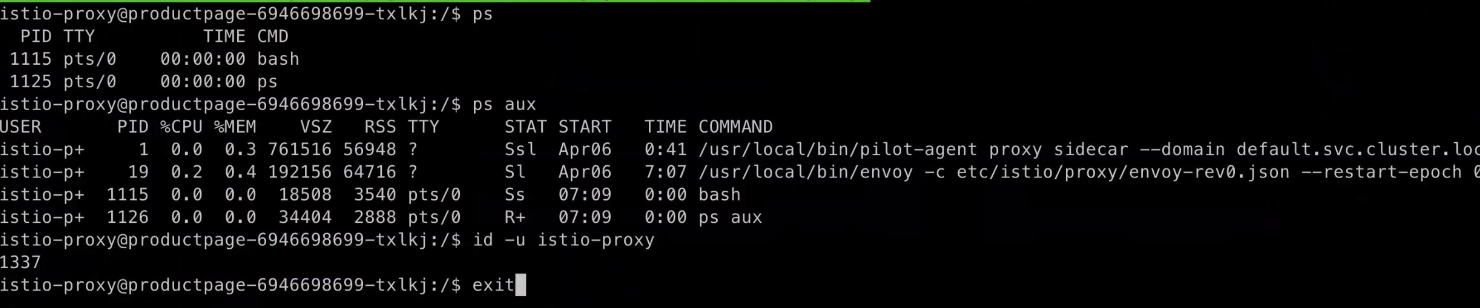 istio-proxy@productpage-6946698699-txlkj:/$ ps
PID TTY TIME CMD
1115 pts/0 00:00:00 bash
1125 pts/0 00:00:00 ps
istio-proxy@productpage-6946698699-txlkj:/$ ps aux
USER PID %CPU %MEM VSZ RSS TTY STAT START TIME COMMAND
istio-p+ 1 0.0 0.3 761516 56948 ? Ssl Apr06 0:41 /usr/local/bin/pilot-agent proxy sidecar --domain default.svc.cluster.loc
istio-p+ 19 0.2 0.4 192156 64716 ? Sl Apr06 7:07 /usr/local/bin/envoy -c etc/istio/proxy/envoy-rev0.json --restart-epoch 0
istio-p+ 1115 0.0 0.0 18508 3540 pts/0 Ss 07:09 0:00 bash
istio-p+ 1126 0.0 0.0 34404 2888 pts/0 R+ 07:09 0:00 ps aux
istio-proxy@productpage-6946698699-txlkj:/$ id -u istio-proxy
1337
istio-proxy@productpage-6946698699-txlkj:/$ exit